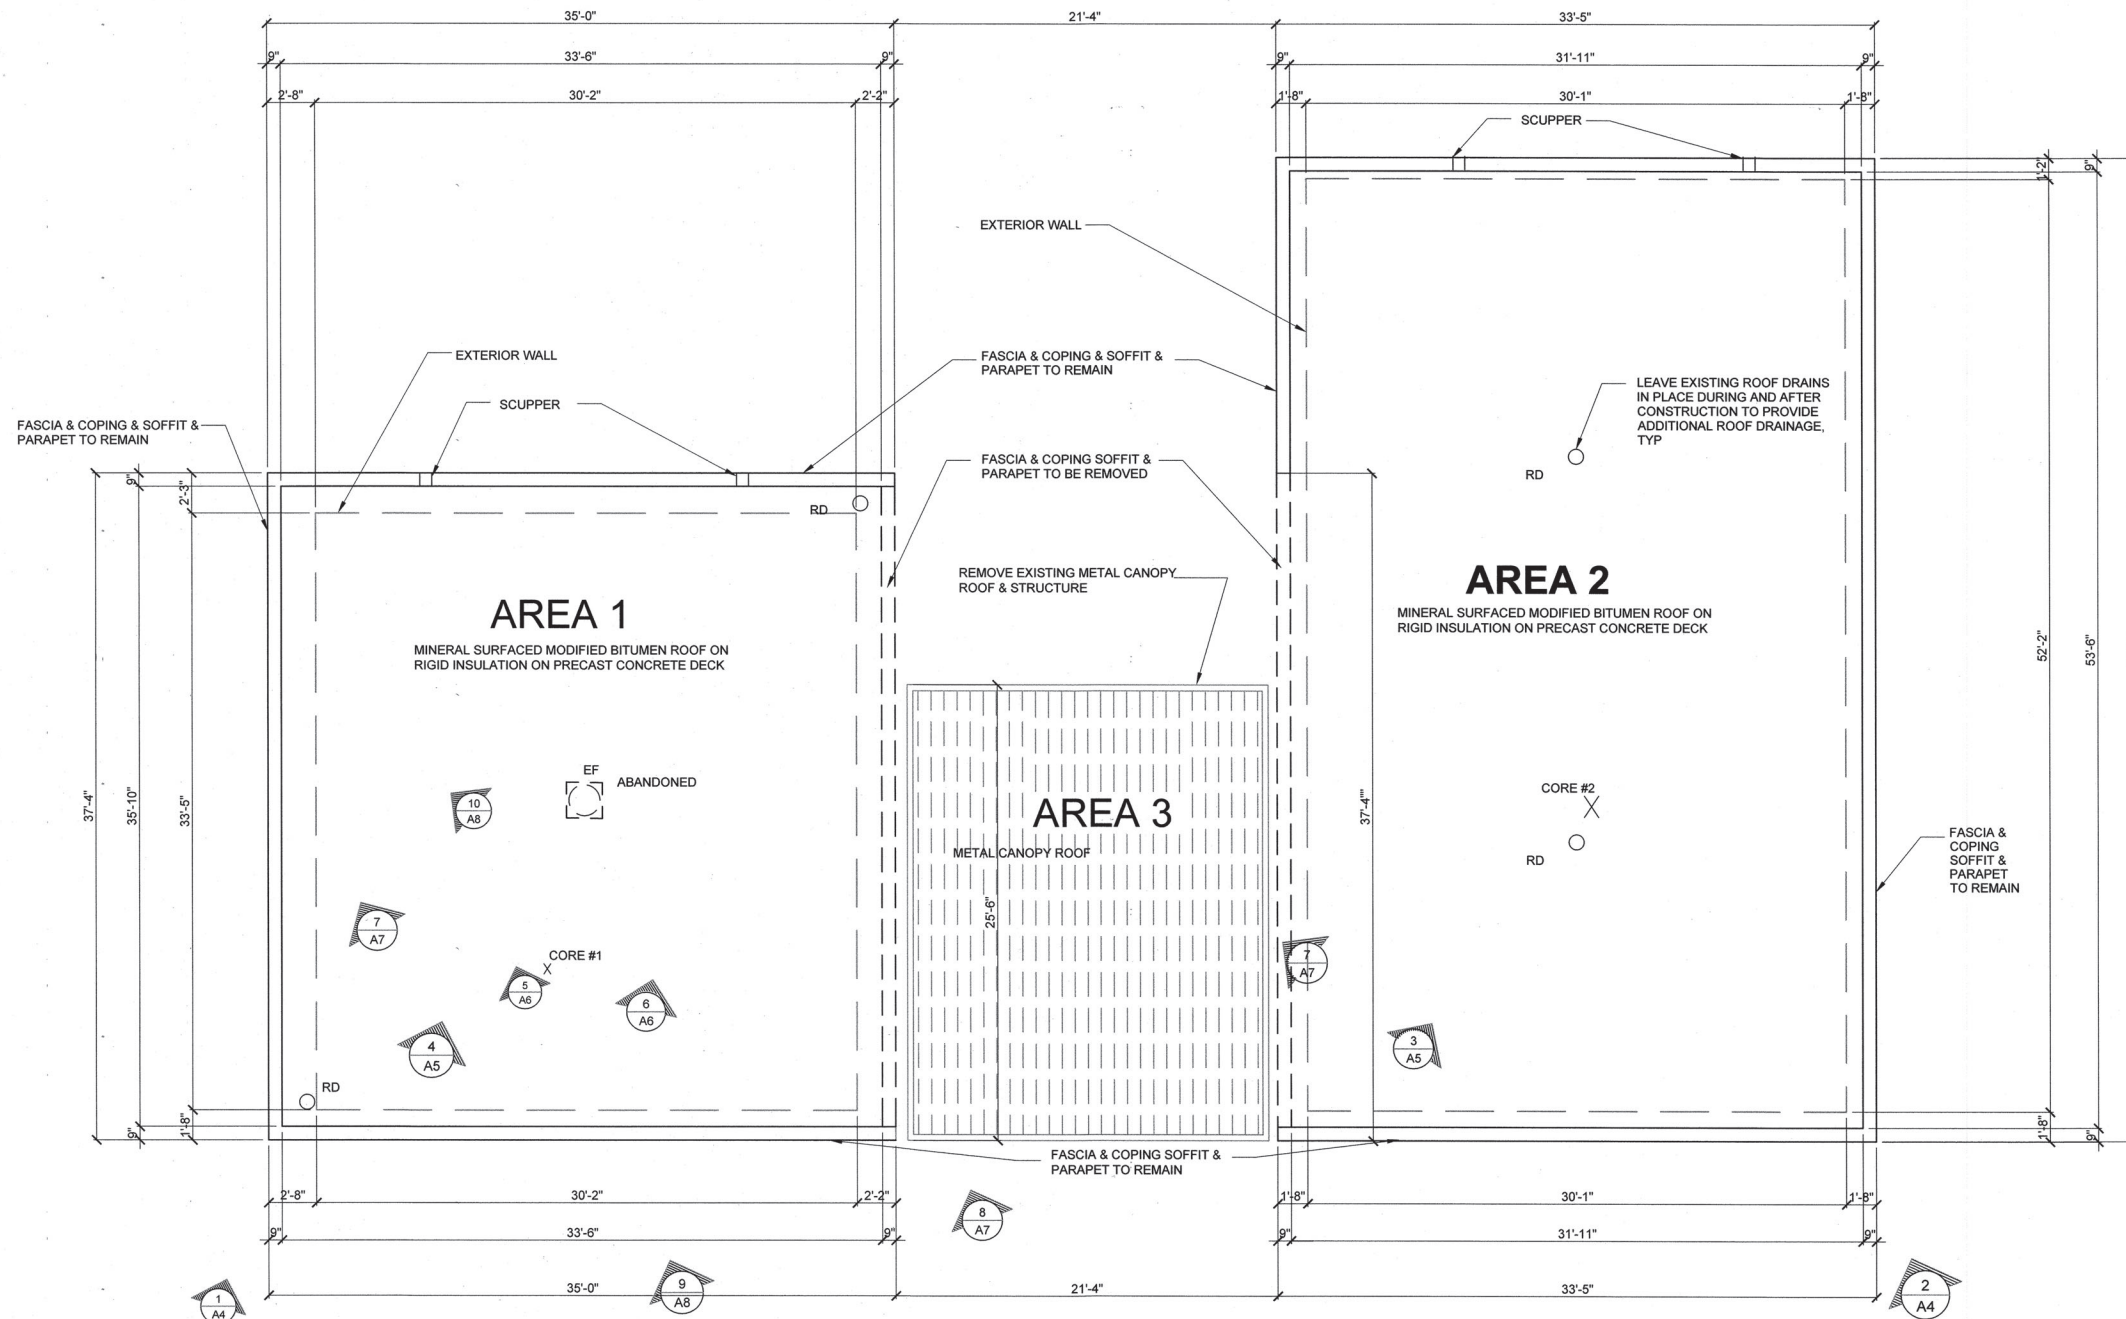 35'-0"
21'-4"
33'-5"
9"
33'-6"
9"
9"
31'-11"
9"
2'-8"
30'-2"
2'-2"
1'-8"
30'-1"
1'-8"
SCUPPER
1'-2"
9"
EXTERIOR WALL
EXTERIOR WALL
FASCIA & COPING & SOFFIT &
PARAPET TO REMAIN
LEAVE EXISTING ROOF DRAINS
IN PLACE DURING AND AFTER
CONSTRUCTION TO PROVIDE
ADDITIONAL ROOF DRAINAGE,
TYP
SCUPPER
FASCIA & COPING & SOFFIT &
PARAPET TO REMAIN
FASCIA & COPING SOFFIT &
PARAPET TO BE REMOVED
RD
9"
2'-3"
RD
REMOVE EXISTING METAL CANOPY
ROOF & STRUCTURE
AREA 1
MINERAL SURFACED MODIFIED BITUMEN ROOF ON
RIGID INSULATION ON PRECAST CONCRETE DECK
AREA 2
MINERAL SURFACED MODIFIED BITUMEN ROOF ON
RIGID INSULATION ON PRECAST CONCRETE DECK
52'-2"
53'-6"
EF
ABANDONED
10
A8
37'-4"
35'-10"
33'-5"
AREA 3
METAL CANOPY ROOF
25'-6"
37'-4""
CORE #2
RD
FASCIA &
COPING
SOFFIT &
PARAPET
TO REMAIN
7
A7
CORE #1
5
A6
6
A6
7
A7
4
A5
3
A5
RD
9"
1'-8"
1'-8"
9"
FASCIA & COPING SOFFIT &
PARAPET TO REMAIN
2'-8"
30'-2"
2'-2"
1'-8"
30'-1"
1'-8"
8
A7
9"
33'-6"
9"
9"
31'-11"
9"
35'-0"
21'-4"
33'-5"
1
A4
9
A8
2
A4